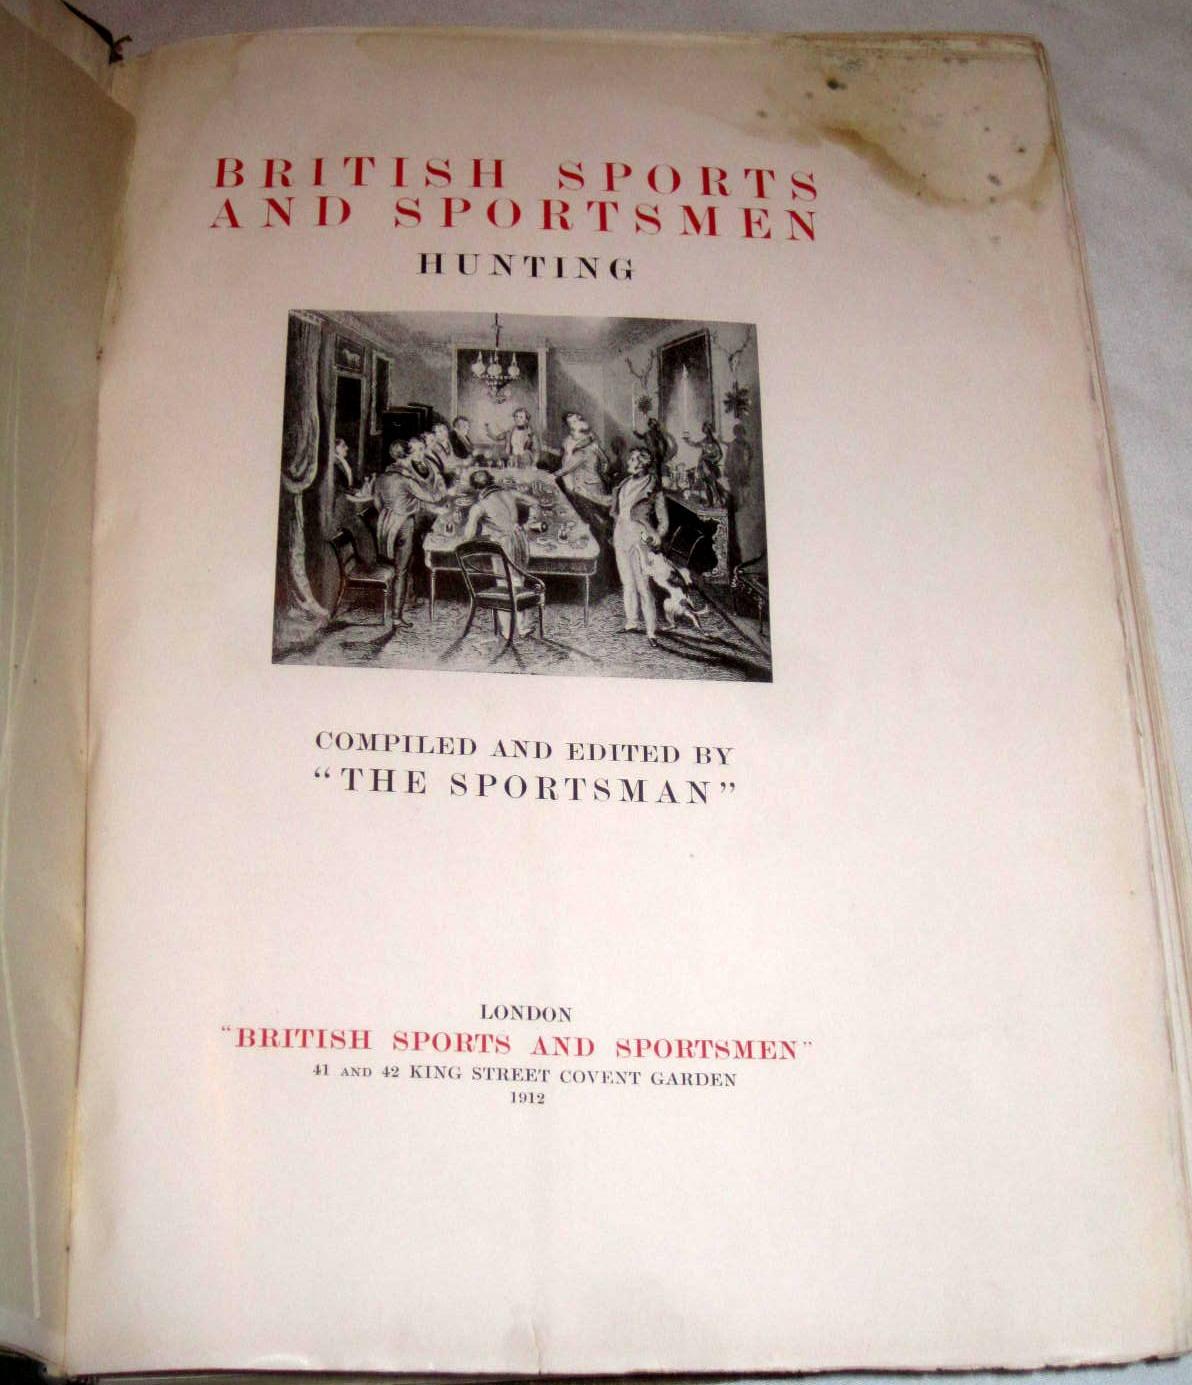 BRITISH SPORTS
AND SPORTSMEN
HUNTING
COMPILED AND EDITED BY
“THE SPORTSMAN”
LONDON
“BRITISH SPORTS AND SPORTSMEN”
41 AND 42 KING STREET COVENT GARDEN
1912